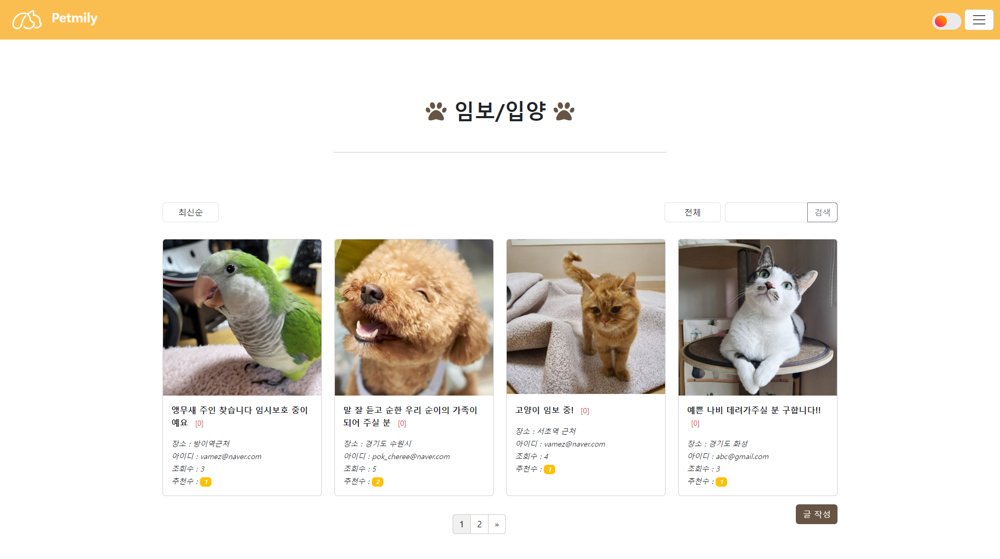 Petmily
임보/입양
최신순
전체
검색
앵무새 주인 찾습니다 임시보호 중이
예요 [0]
장소 : 방이역근처
아이디 : vamez@naver.com
조회수 : 3
추천수 : 1
말 잘 듣고 순한 우리 순이의 가족이
되어 주실 분 [0]
장소 : 경기도 수원시
아이디 : pok_cheree@naver.com
조회수 : 5
추천수 : 2
고양이 임보 중! [0]
장소 : 서초역 근처
아이디 : vamez@naver.com
조회수 : 4
추천수 : 1
예쁜 나비 데려가주실 분 구합니다!!
[0]
장소 : 경기도 화성
아이디 : abc@gmail.com
조회수 : 3
추천수 : 1
글 작성
1 2 »